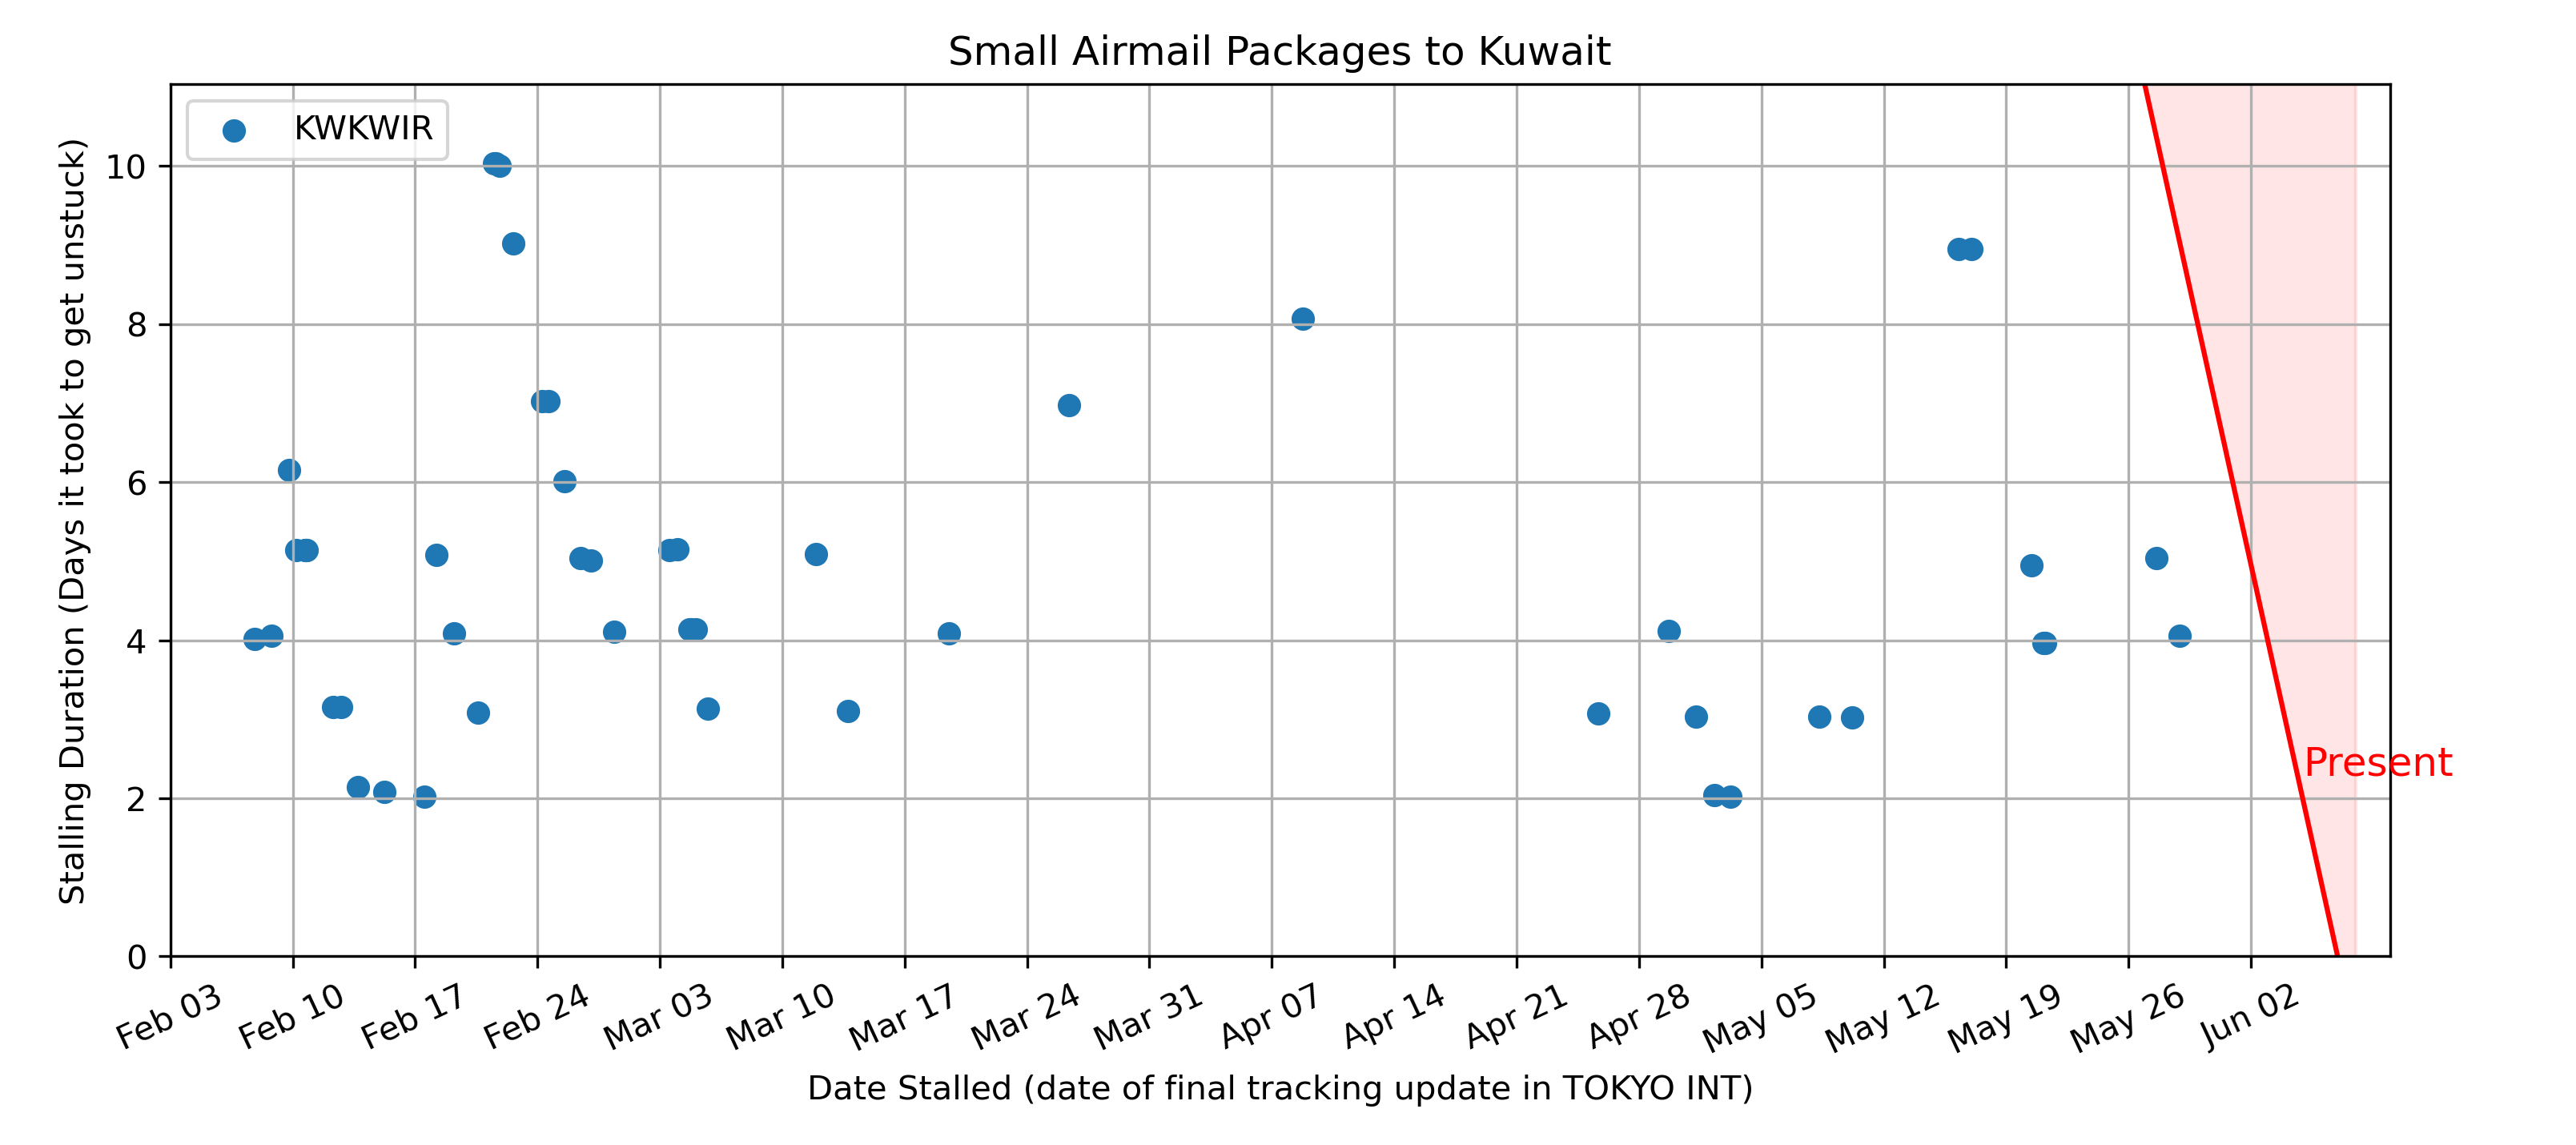 Small Airmail Packages to Kuwait
KWKWIR
Stalling Duration (Days it took to get unstuck)
10
8
6
4
2
0
Present
Feb 03
Feb 10
Feb 17
Feb 24
Mar 03
Mar 10
Mar 17
Mar 24
Mar 31
Apr 07
Apr 14
Apr 21
Apr 28
May 05
May 12
May 19
May 26
Jun 02
Date Stalled (date of final tracking update in TOKYO INT)